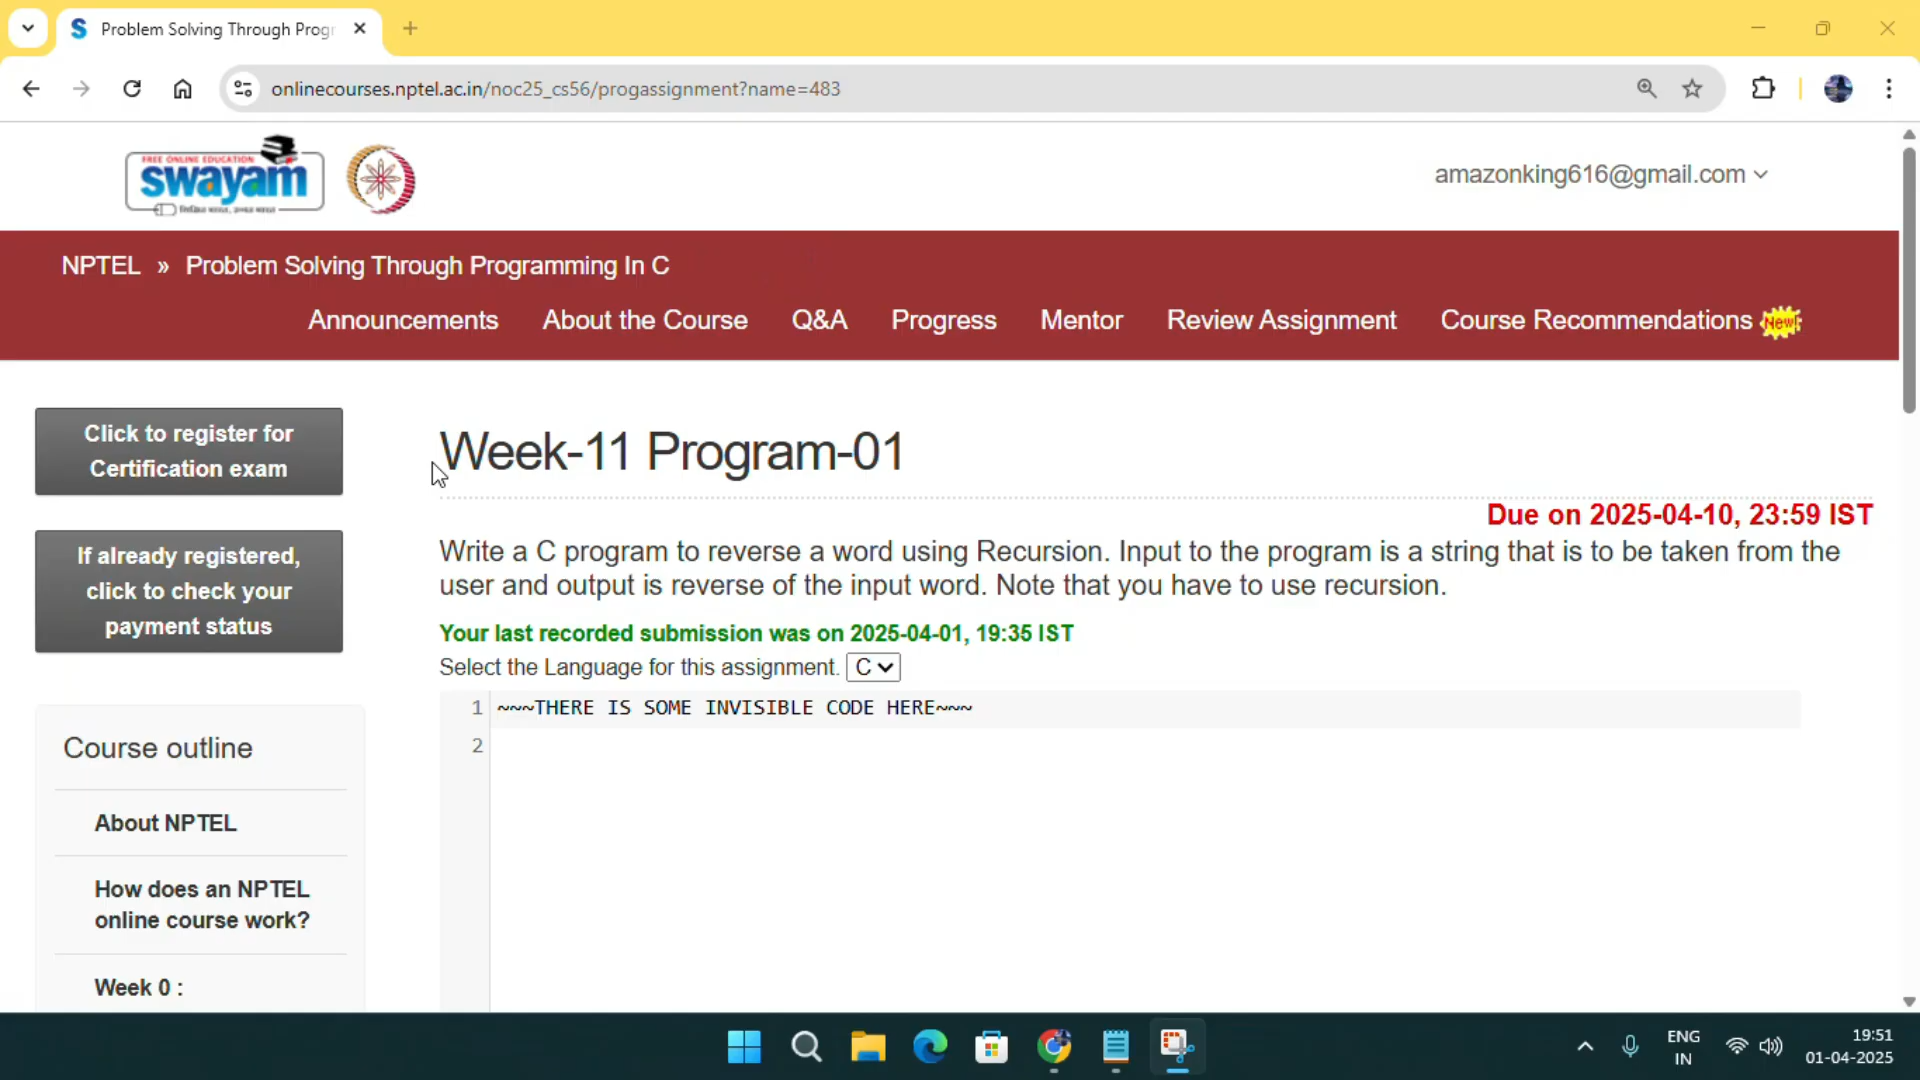 Problem Solving Through Progr
onlinecourses.nptel.ac.in/noc25_cs56/progassignment?name=483
FREE ONLINE EDUCATION
swayam
amazonking616@gmail.com
NPTEL » Problem Solving Through Programming In C
Announcements About the Course Q&A Progress Mentor Review Assignment Course Recommendations New!
Click to register for
Certification exam
If already registered,
click to check your
payment status
Course outline
About NPTEL
How does an NPTEL
online course work?
Week 0 :
Week-11 Program-01
Due on 2025-04-10, 23:59 IST
Write a C program to reverse a word using Recursion. Input to the program is a string that is to be taken from the
user and output is reverse of the input word. Note that you have to use recursion.
Your last recorded submission was on 2025-04-01, 19:35 IST
Select the Language for this assignment. C
1 ~~~THERE IS SOME INVISIBLE CODE HERE~~~
2
ENG
IN
19:51
01-04-2025